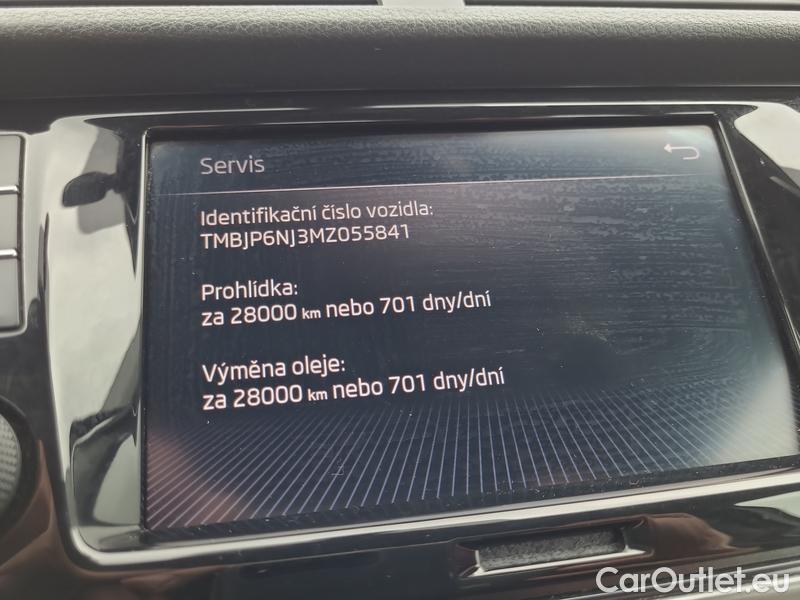 Servis
Identifikační číslo vozidla:
TMBJP6NJ3MZ055841
Prohlídka:
za 28000 km nebo 701 dny/dní
Výměna oleje:
za 28000 km nebo 701 dny/dní
CarOutlet.eu